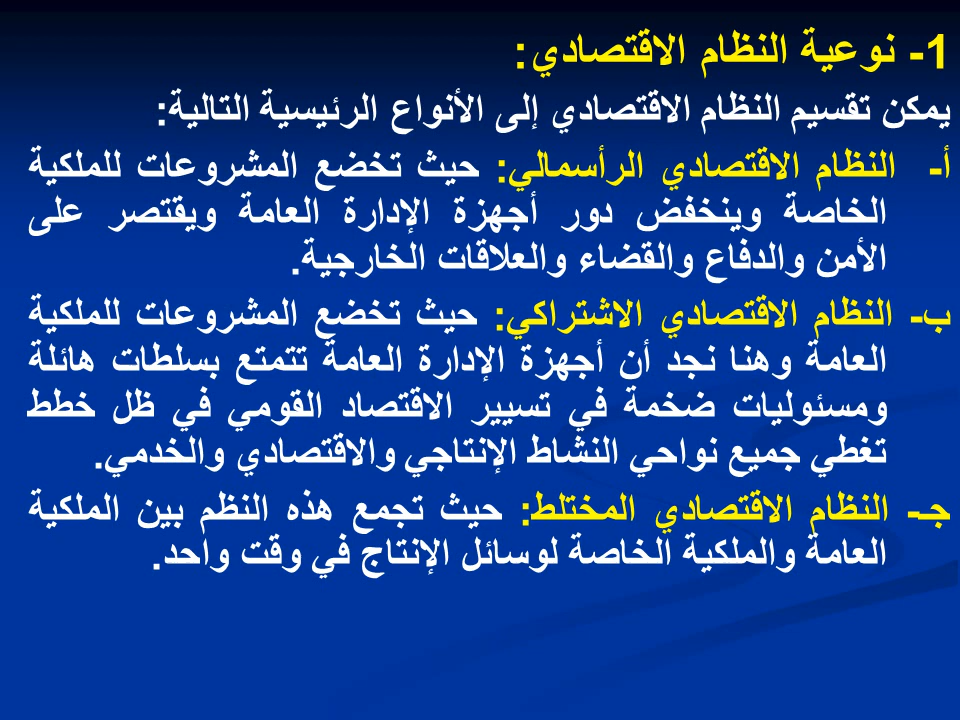 1- نوعية النظام الاقتصادي:
يمكن تقسيم النظام الاقتصادي إلى الأنواع الرئيسية التالية:
أ- النظام الاقتصادي الرأسمالي: حيث تخضع المشروعات للملكية
الخاصة وينخفض دور أجهزة الإدارة العامة ويقتصر على
الأمن والدفاع والقضاء والعلاقات الخارجية.
ب- النظام الاقتصادي الاشتراكي: حيث تخضع المشروعات للملكية
العامة وهنا نجد أن أجهزة الإدارة العامة تتمتع بسلطات هائلة
ومسئوليات ضخمة في تسيير الاقتصاد القومي في ظل خطط
تغطي جميع نواحي النشاط الإنتاجي والاقتصادي والخدمي.
جـ- النظام الاقتصادي المختلط: حيث تجمع هذه النظم بين الملكية
العامة والملكية الخاصة لوسائل الإنتاج في وقت واحد.